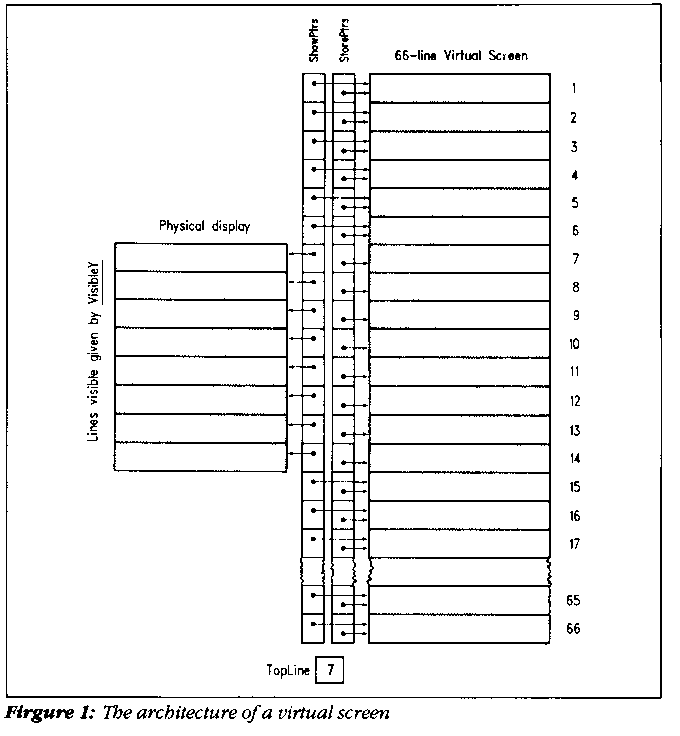 ShowPtrs
StorePtrs
66-line Virtual Screen
1
2
3
4
5
6
Physical display
Lines visible given by VisibleY
7
8
9
10
11
12
13
14
15
16
17
65
66
TopLine 7
Firgure 1: The architecture of a virtual screen